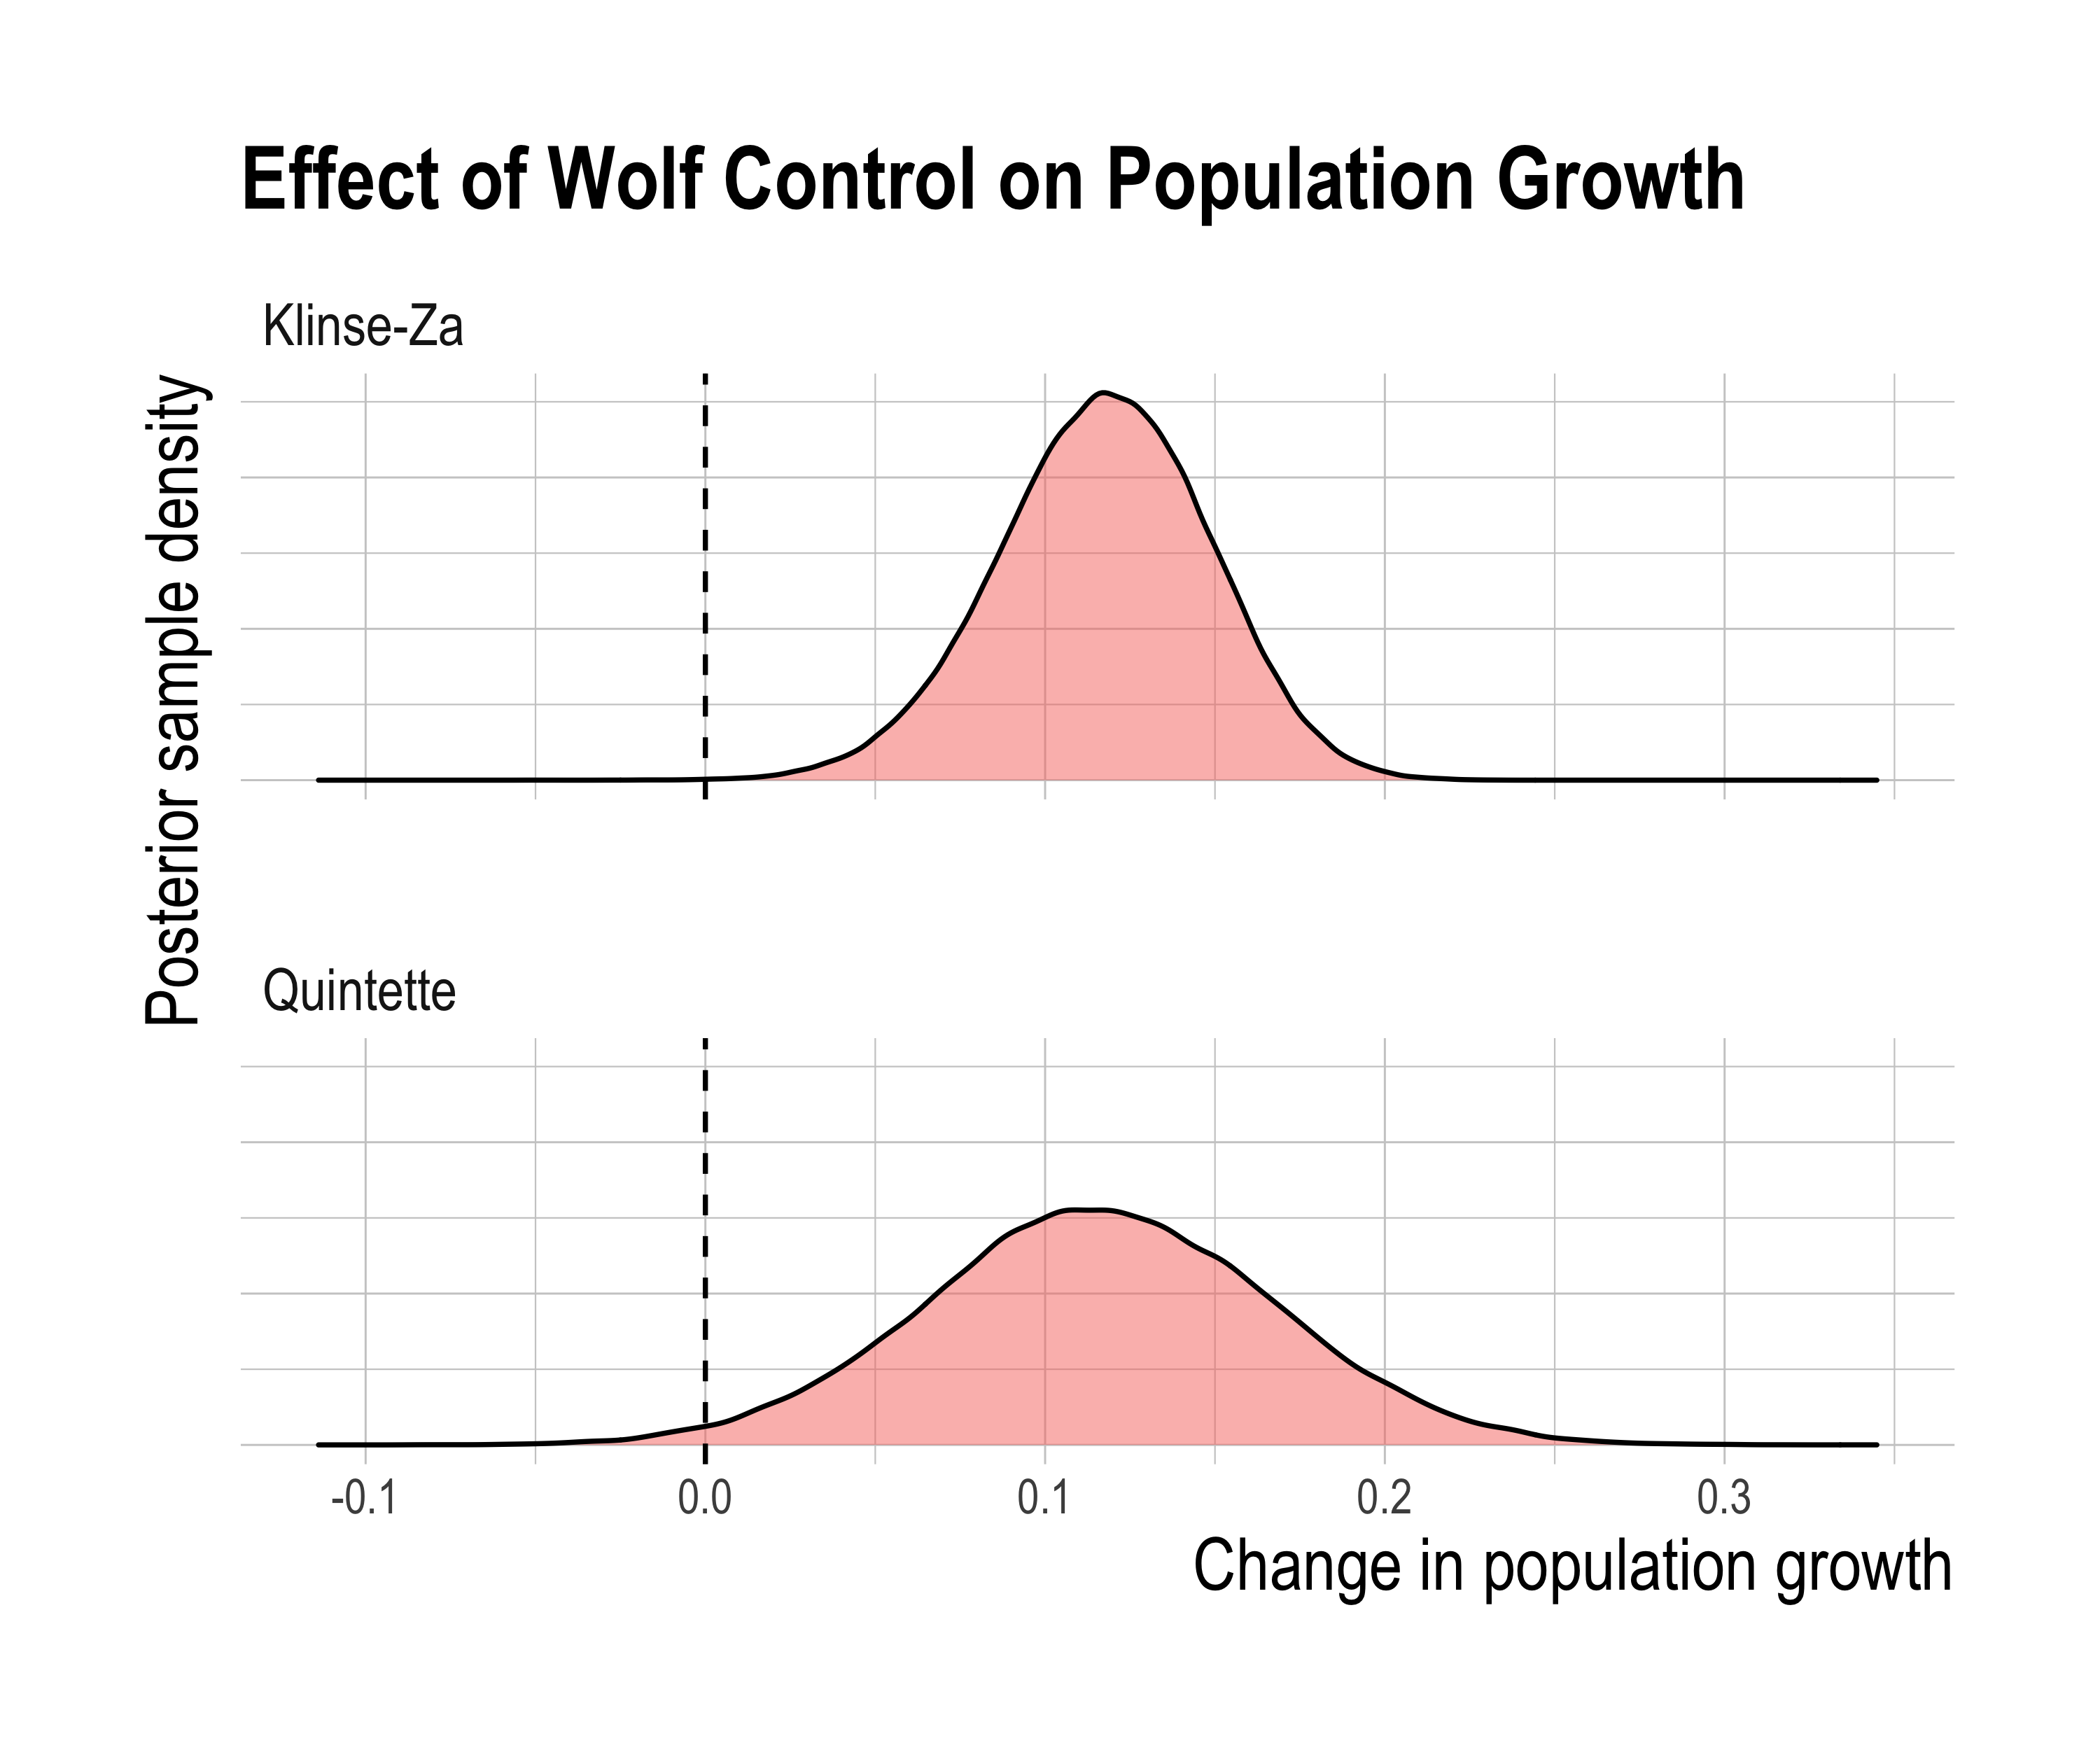 Effect of Wolf Control on Population Growth
Klinse-Za
Posterior sample density
Quintette
-0.1 0.0 0.1 0.2 0.3
Change in population growth